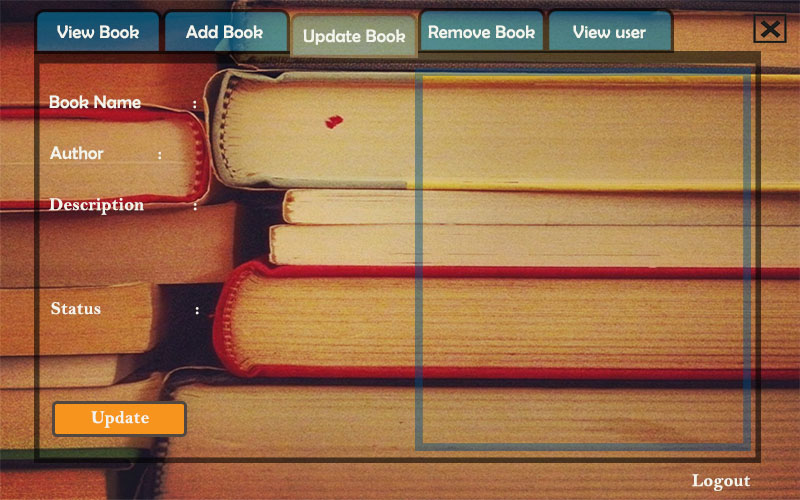 View Book
Add Book
Update Book
Remove Book
View user
Book Name :
Author :
Description :
Status :
Update
Logout